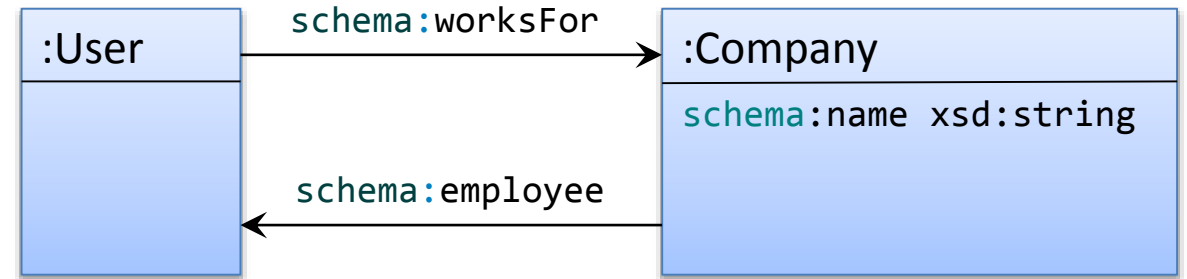 schema:worksFor
:User
:Company
schema:name xsd:string
schema:employee